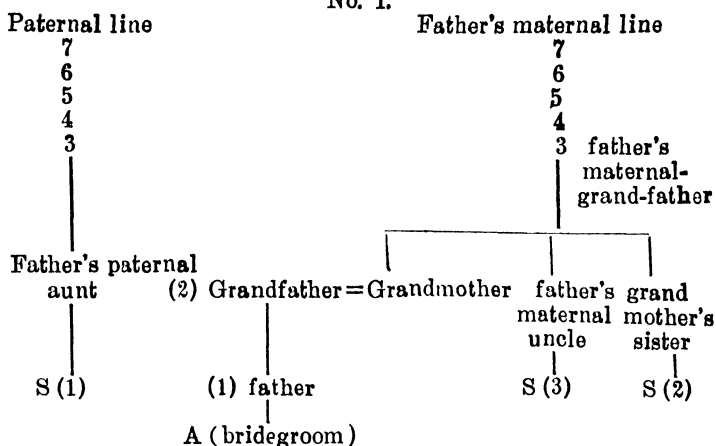 No. 1.
Paternal line Father's maternal line
7 7
6 6
5 5
4 4
3 3 father's
maternal-
grand-father
Father's paternal
aunt (2) Grandfather=Grandmother father's grand
maternal mother's
uncle sister
S (1) (1) father S (3) S (2)
A (bridegroom)